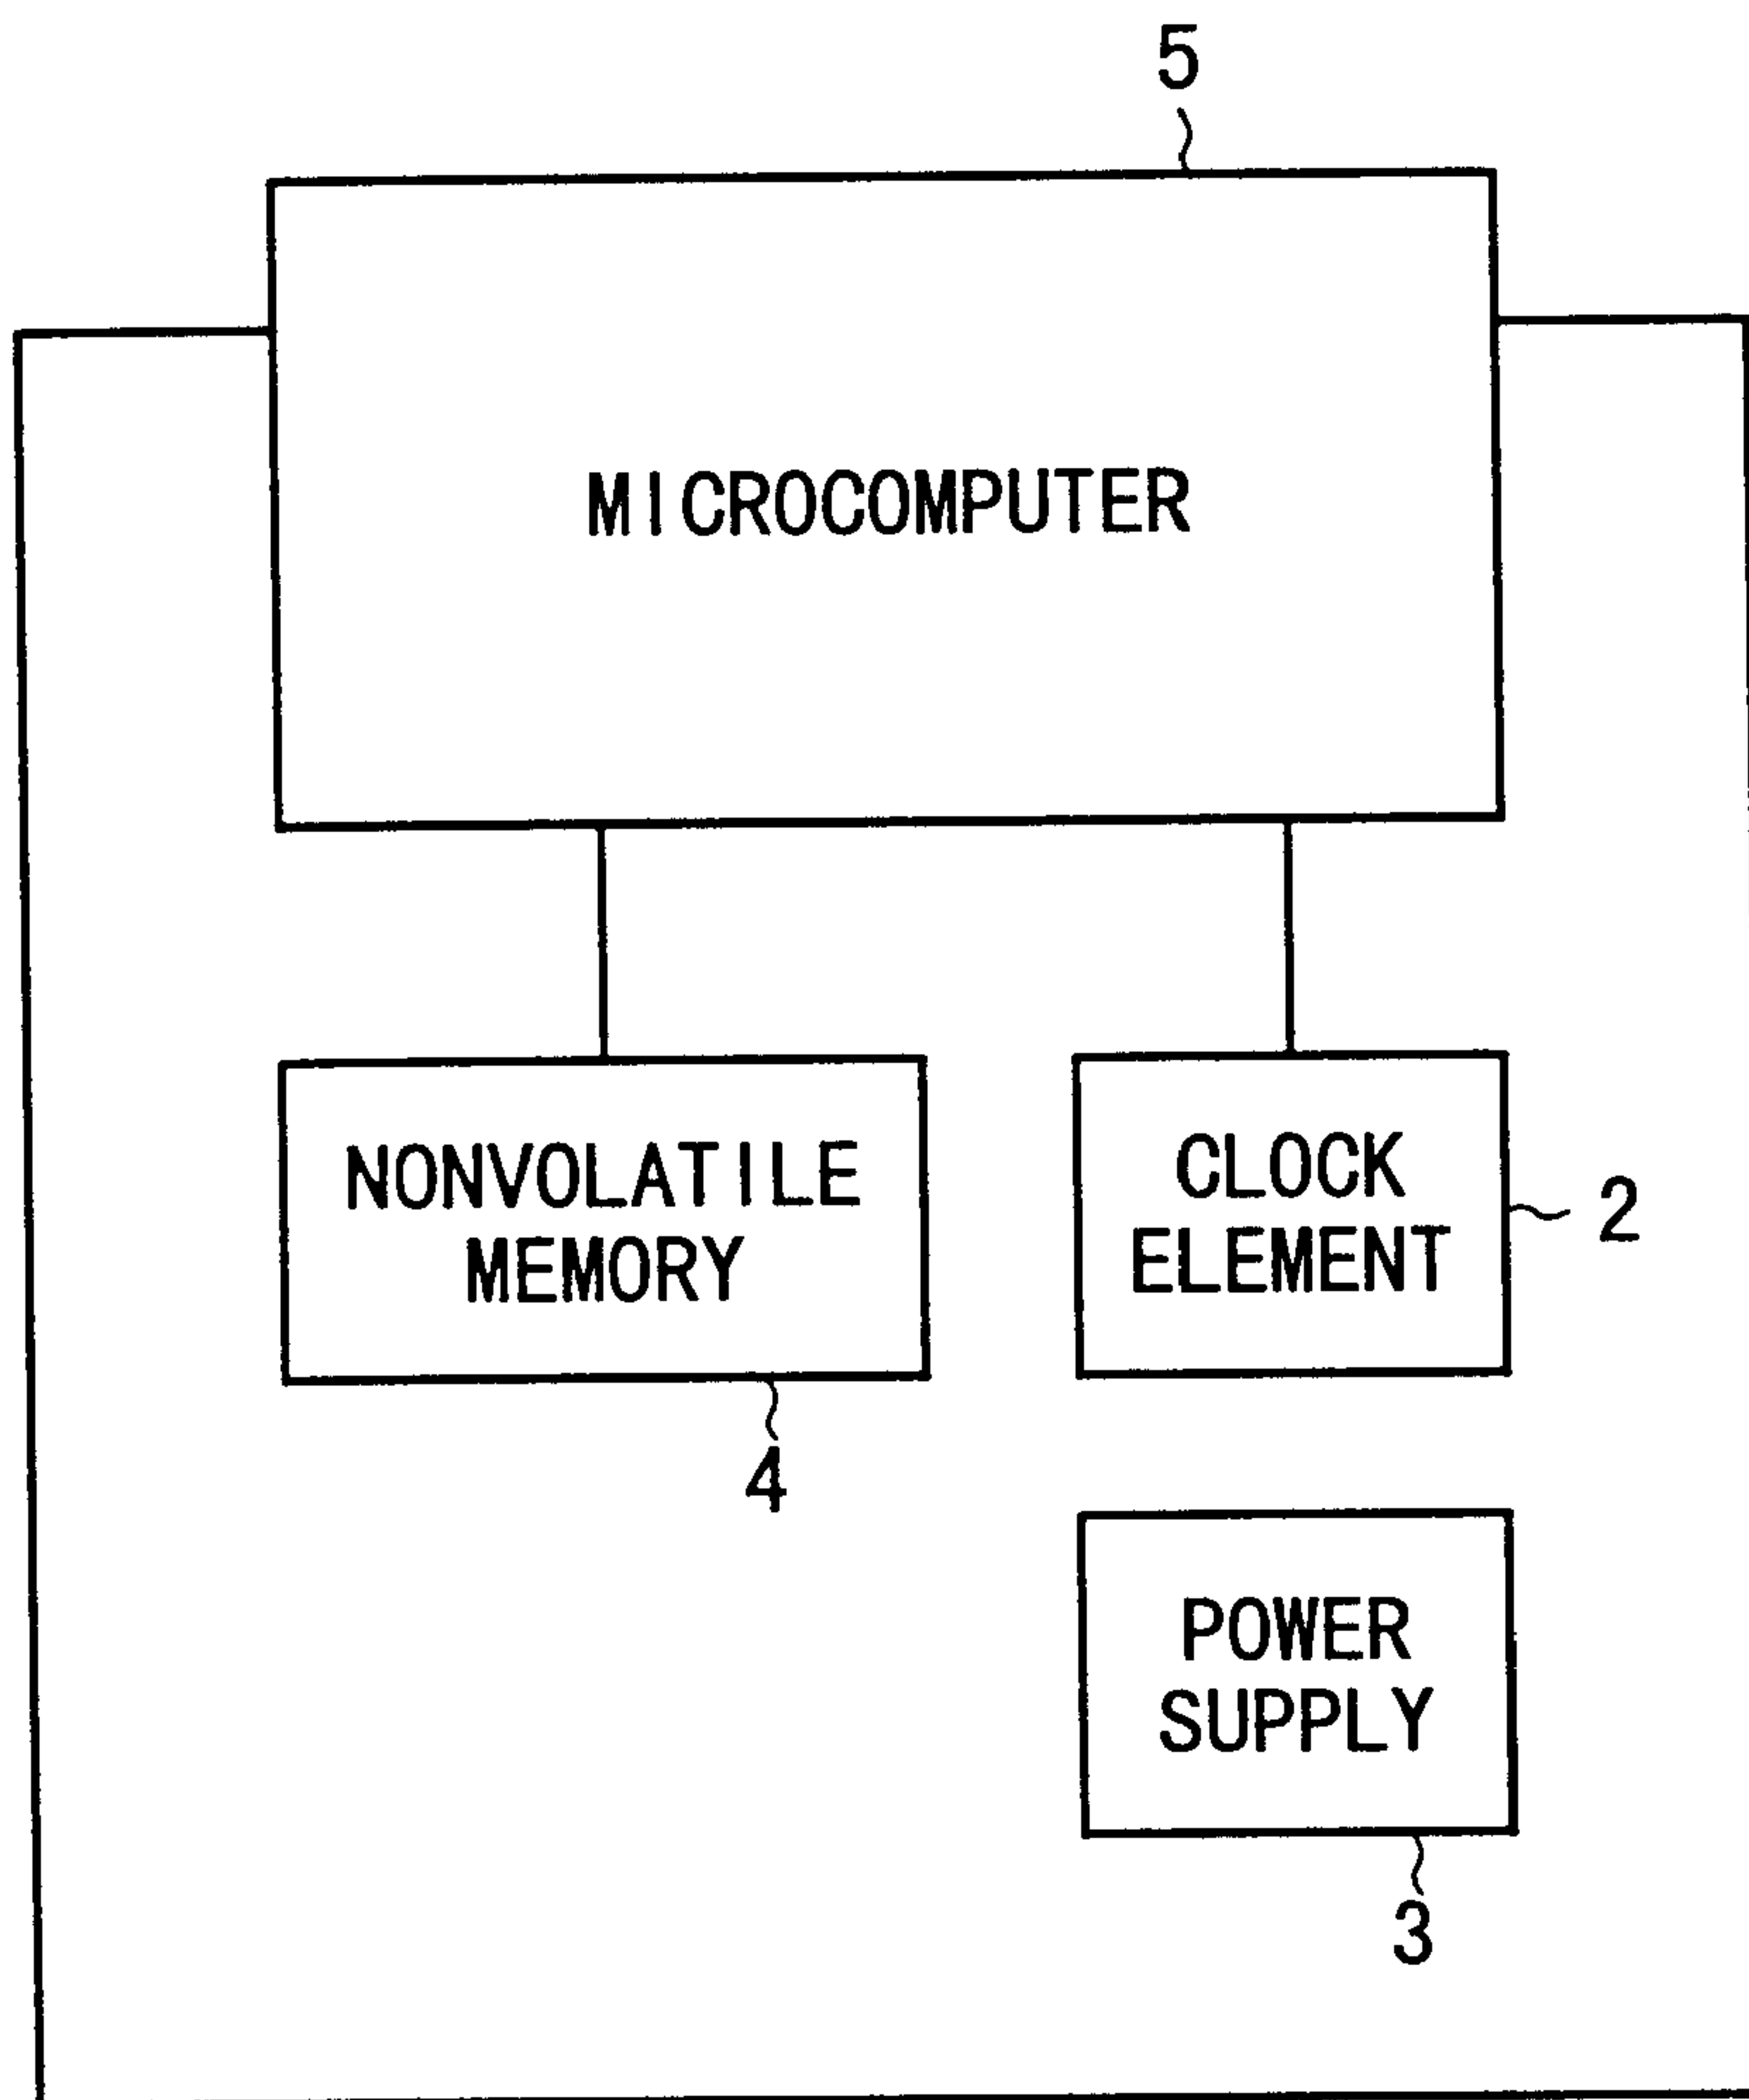 5
MICROCOMPUTER
NONVOLATILE
MEMORY
CLOCK
ELEMENT
2
4
POWER
SUPPLY
3